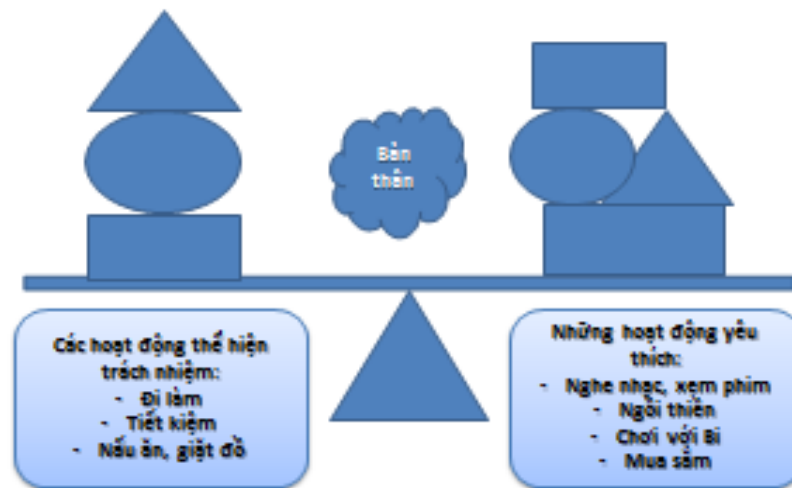 Bản
thân
Các hoạt động thể hiện
trách nhiệm:
- Đi làm
- Tiết kiệm
- Nấu ăn, giặt đồ
Những hoạt động yêu
thích:
- Nghe nhạc, xem phim
- Ngồi thiền
- Chơi với Bi
- Mua sắm